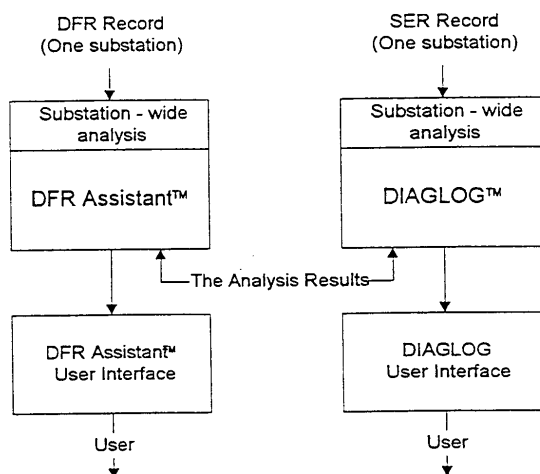 DFR Record
(One substation)
SER Record
(One substation)
Substation - wide
analysis
DFR Assistant™
Substation - wide
analysis
DIAGLOG™
The Analysis Results
DFR Assistant™
User Interface
DIAGLOG
User Interface
User
User